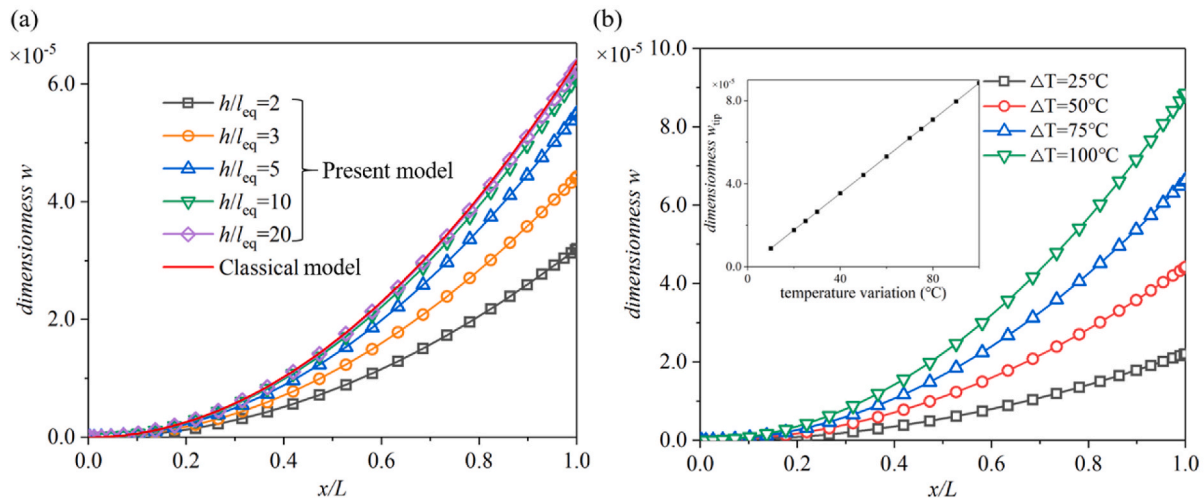 (a)
×10⁻⁵
6.0
4.0
2.0
0.0
dimensionness w
h/l_eq=2
h/l_eq=3
h/l_eq=5
h/l_eq=10
h/l_eq=20
Present model
Classical model
0.0 0.2 0.4 0.6 0.8 1.0
x/L
(b)
×10⁻⁵
10.0
8.0
6.0
4.0
2.0
0.0
dimensionness w
×10⁻⁵
8.0
4.0
0.0
dimensionness w_tip
40 80
temperature variation (°C)
△T=25℃
△T=50℃
△T=75℃
△T=100℃
0.0 0.2 0.4 0.6 0.8 1.0
x/L